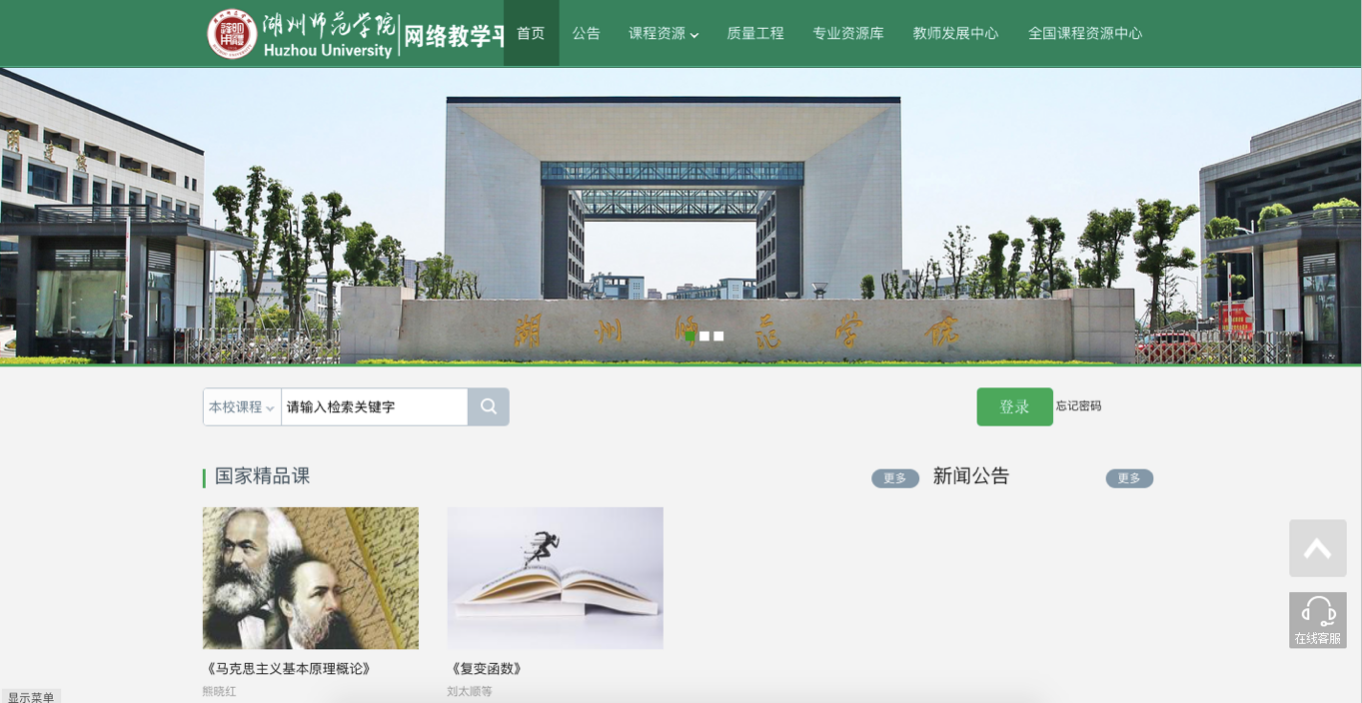 湖州师范学院
Huzhou University
网络教学平
首页
公告
课程资源
质量工程
专业资源库
教师发展中心
全国课程资源中心
湖州师范学院
本校课程
请输入检索关键字
登录
忘记密码
国家精品课
更多
新闻公告
更多
《马克思主义基本原理概论》
熊晓红
《复变函数》
刘太顺等
在线客服
显示菜单